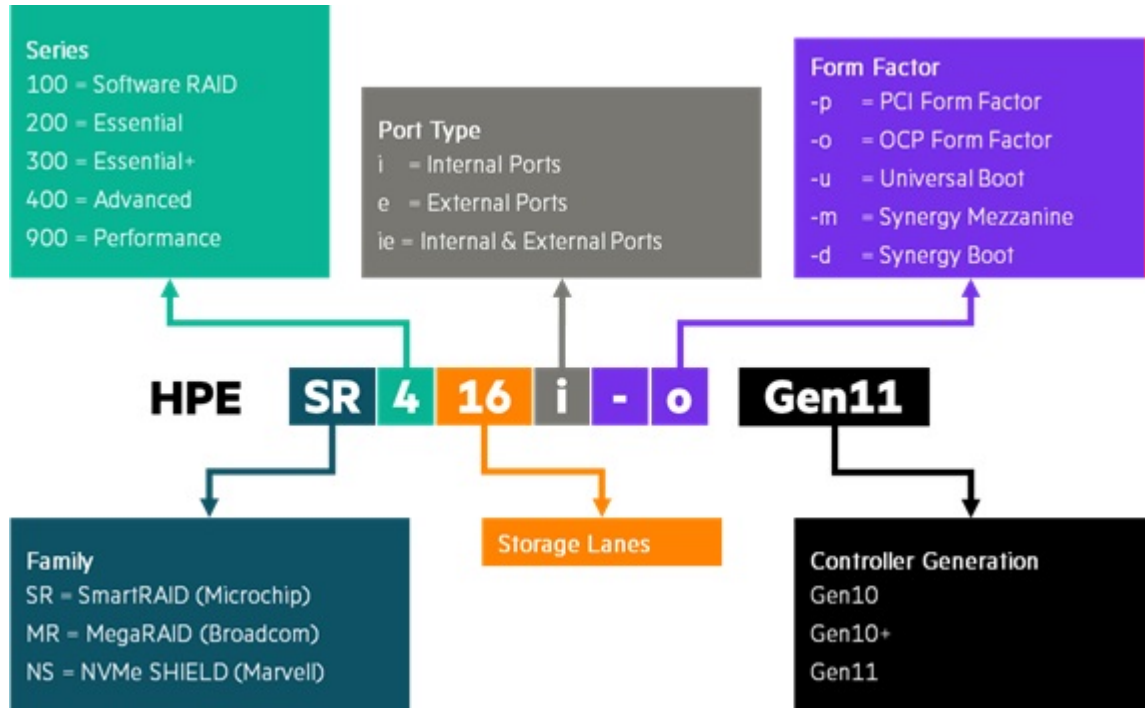 Series
100 = Software RAID
200 = Essential
300 = Essential+
400 = Advanced
900 = Performance
Port Type
i = Internal Ports
e = External Ports
ie = Internal & External Ports
Form Factor
-p = PCI Form Factor
-o = OCP Form Factor
-u = Universal Boot
-m = Synergy Mezzanine
-d = Synergy Boot
HPE SR 4 16 i - o Gen11
Family
SR = SmartRAID (Microchip)
MR = MegaRAID (Broadcom)
NS = NVMe SHIELD (Marvell)
Storage Lanes
Controller Generation
Gen10
Gen10+
Gen11